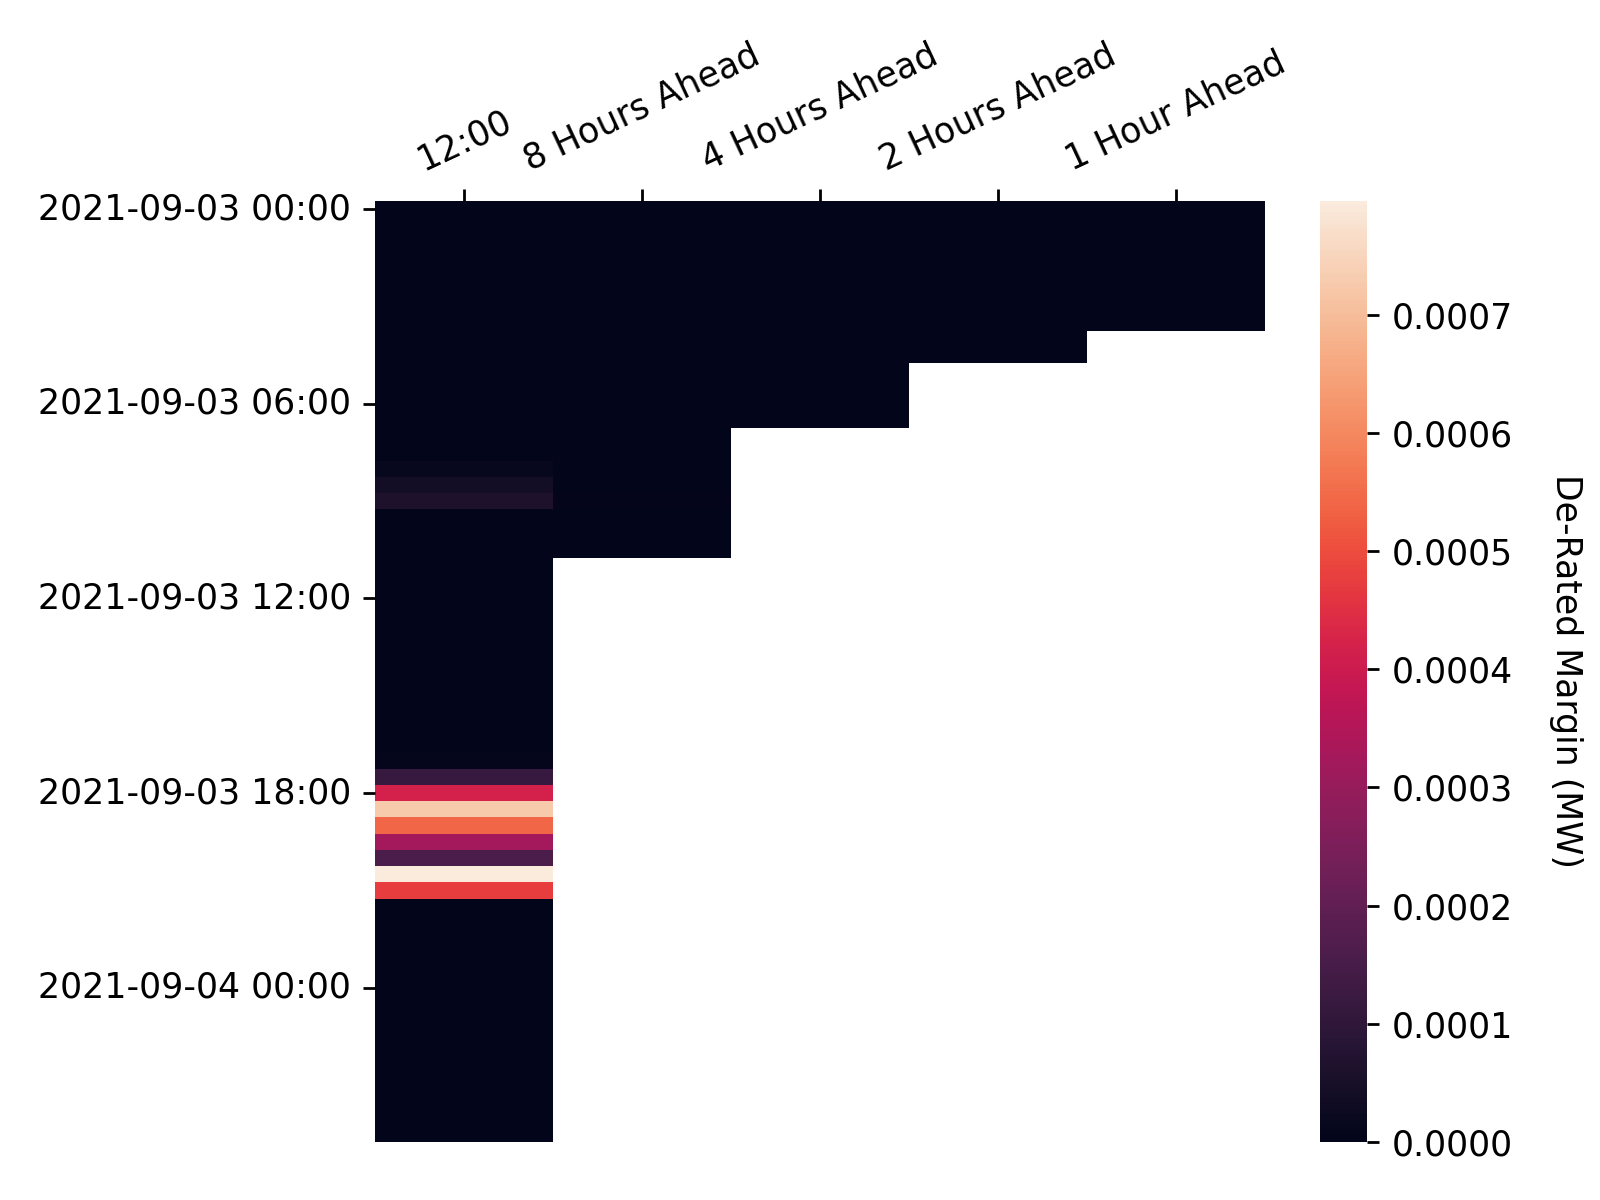 12:00
8 Hours Ahead
4 Hours Ahead
2 Hours Ahead
1 Hour Ahead
2021-09-03 00:00
2021-09-03 06:00
2021-09-03 12:00
2021-09-03 18:00
2021-09-04 00:00
0.0007
0.0006
0.0005
0.0004
0.0003
0.0002
0.0001
0.0000
De-Rated Margin (MW)